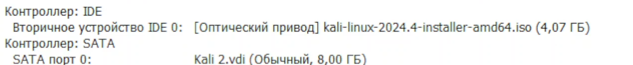 Контроллер: IDE
Вторичное устройство IDE 0: [Оптический привод] kali-linux-2024.4-installer-amd64.iso (4,07 ГБ)
Контроллер: SATA
SATA порт 0: Kali 2.vdi (Обычный, 8,00 ГБ)